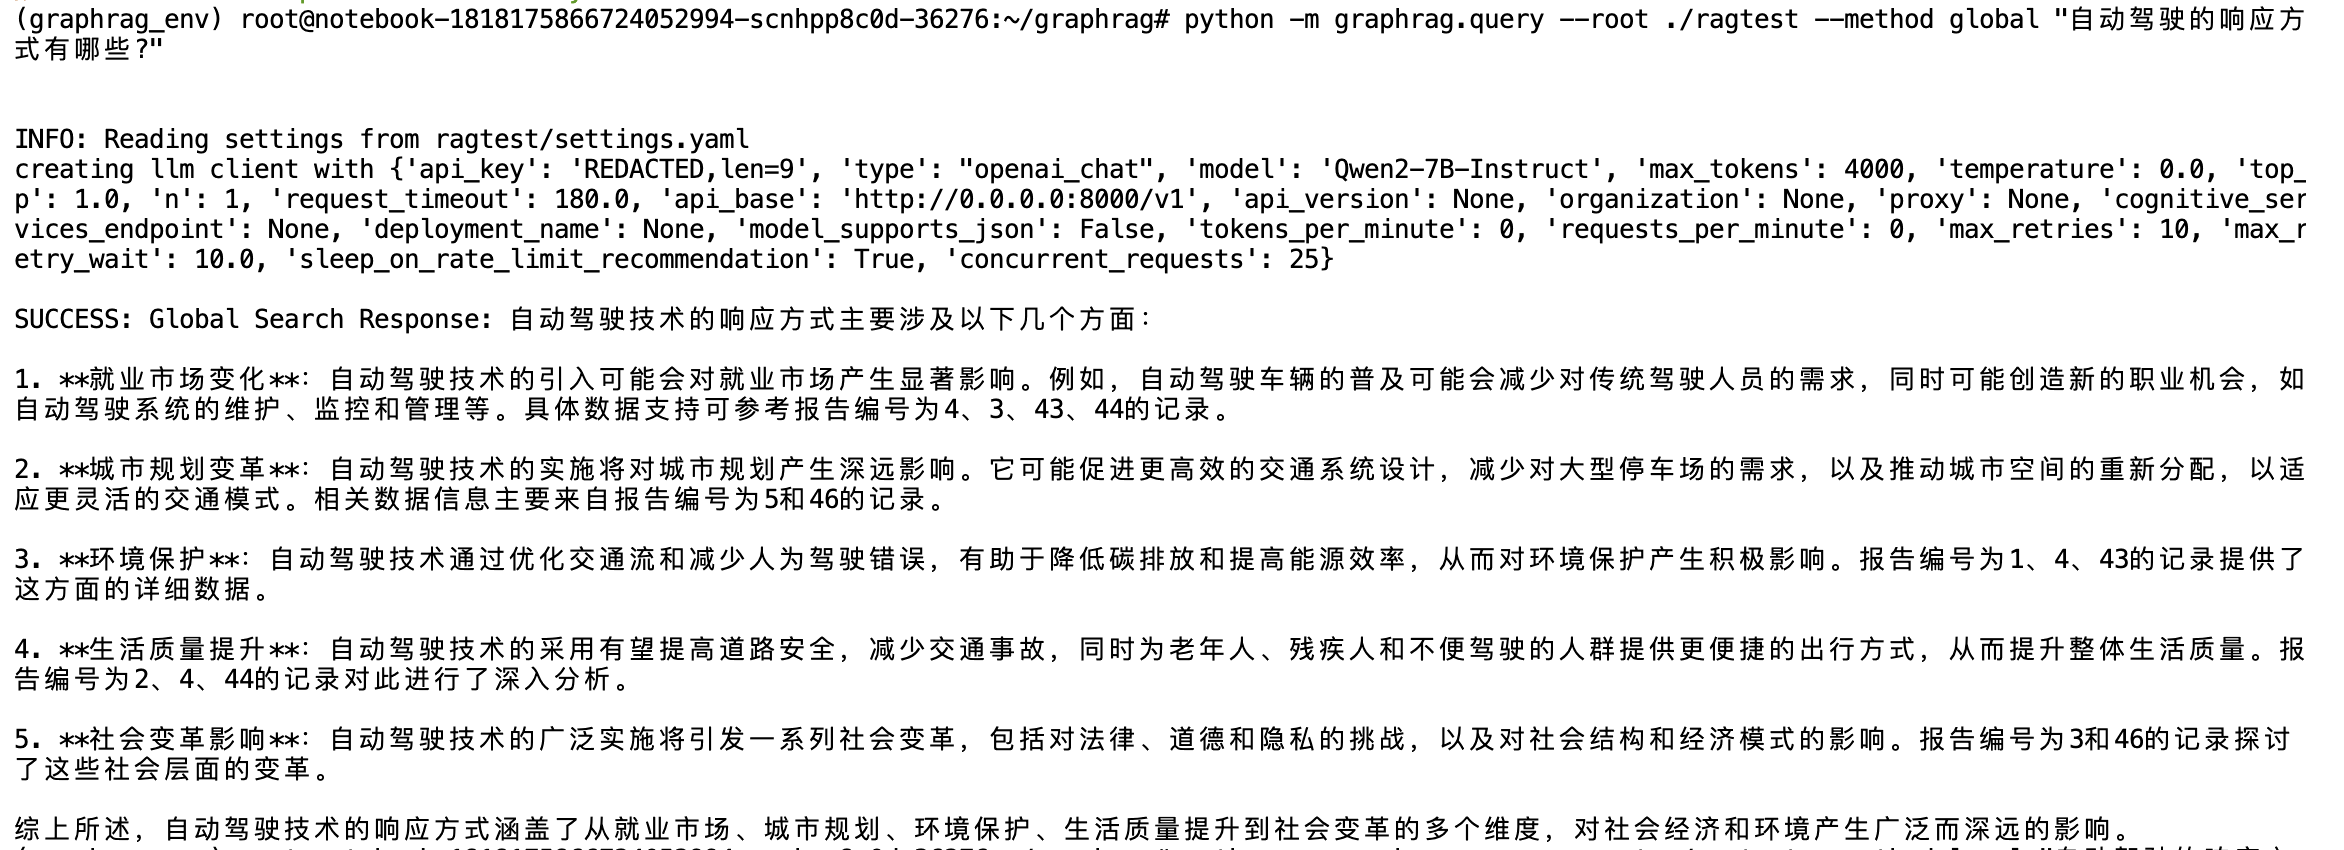 (graphrag_env) root@notebook-1818175866724052994-scnhpp8c0d-36276:~/graphrag# python -m graphrag.query --root ./ragtest --method global "自动驾驶的响应方
式有哪些?"
INFO: Reading settings from ragtest/settings.yaml
creating llm client with {'api_key': 'REDACTED,len=9', 'type': "openai_chat", 'model': 'Qwen2-7B-Instruct', 'max_tokens': 4000, 'temperature': 0.0, 'top_
p': 1.0, 'n': 1, 'request_timeout': 180.0, 'api_base': 'http://0.0.0.0:8000/v1', 'api_version': None, 'organization': None, 'proxy': None, 'cognitive_ser
vices_endpoint': None, 'deployment_name': None, 'model_supports_json': False, 'tokens_per_minute': 0, 'requests_per_minute': 0, 'max_retries': 10, 'max_r
etry_wait': 10.0, 'sleep_on_rate_limit_recommendation': True, 'concurrent_requests': 25}
SUCCESS: Global Search Response: 自动驾驶技术的响应方式主要涉及以下几个方面：
1. **就业市场变化**：自动驾驶技术的引入可能会对就业市场产生显著影响。例如，自动驾驶车辆的普及可能会减少对传统驾驶人员的需求，同时可能创造新的职业机会，如
自动驾驶系统的维护、监控和管理等。具体数据支持可参考报告编号为4、3、43、44的记录。
2. **城市规划变革**：自动驾驶技术的实施将对城市规划产生深远影响。它可能促进更高效的交通系统设计，减少对大型停车场的需求，以及推动城市空间的重新分配，以适
应更灵活的交通模式。相关数据信息主要来自报告编号为5和46的记录。
3. **环境保护**：自动驾驶技术通过优化交通流和减少人为驾驶错误，有助于降低碳排放和提高能源效率，从而对环境保护产生积极影响。报告编号为1、4、43的记录提供了
这方面的详细数据。
4. **生活质量提升**：自动驾驶技术的采用有望提高道路安全，减少交通事故，同时为老年人、残疾人和不便驾驶的人群提供更便捷的出行方式，从而提升整体生活质量。报
告编号为2、4、44的记录对此进行了深入分析。
5. **社会变革影响**：自动驾驶技术的广泛实施将引发一系列社会变革，包括对法律、道德和隐私的挑战，以及对社会结构和经济模式的影响。报告编号为3和46的记录探讨
了这些社会层面的变革。
综上所述，自动驾驶技术的响应方式涵盖了从就业市场、城市规划、环境保护、生活质量提升到社会变革的多个维度，对社会经济和环境产生广泛而深远的影响。